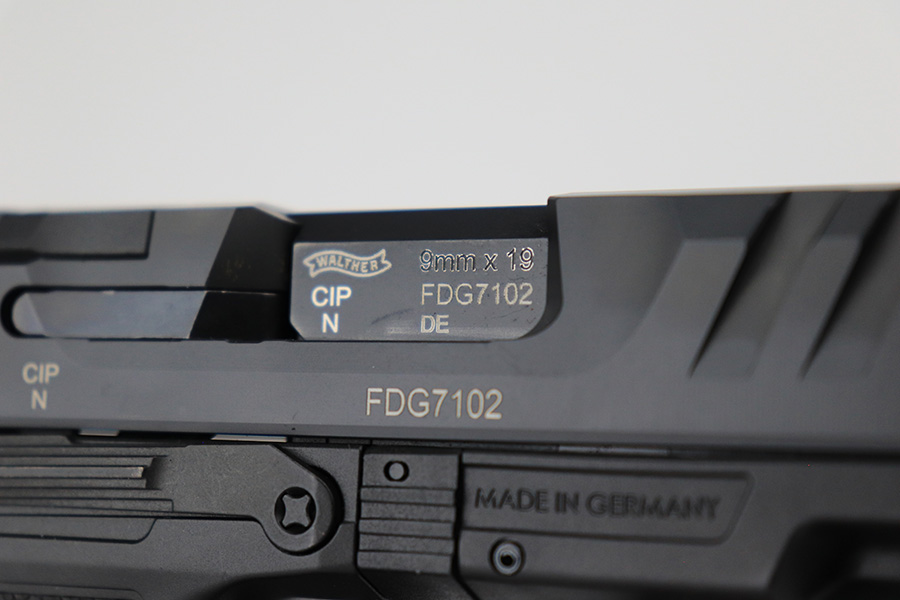 WALTHER
9mm x 19
CIP
FDG7102
N
DE
CIP
N
FDG7102
MADE IN GERMANY